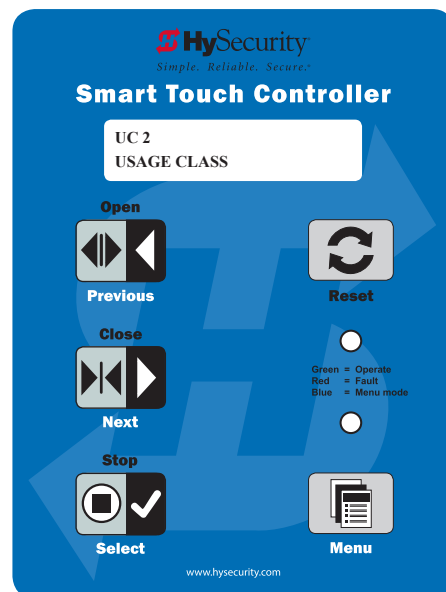 HySecurity
Simple. Reliable. Secure.
Smart Touch Controller
UC 2
USAGE CLASS
Open
Previous
Reset
Close
Green = Operate
Red = Fault
Blue = Menu mode
Next
Stop
Select
Menu
www.hysecurity.com